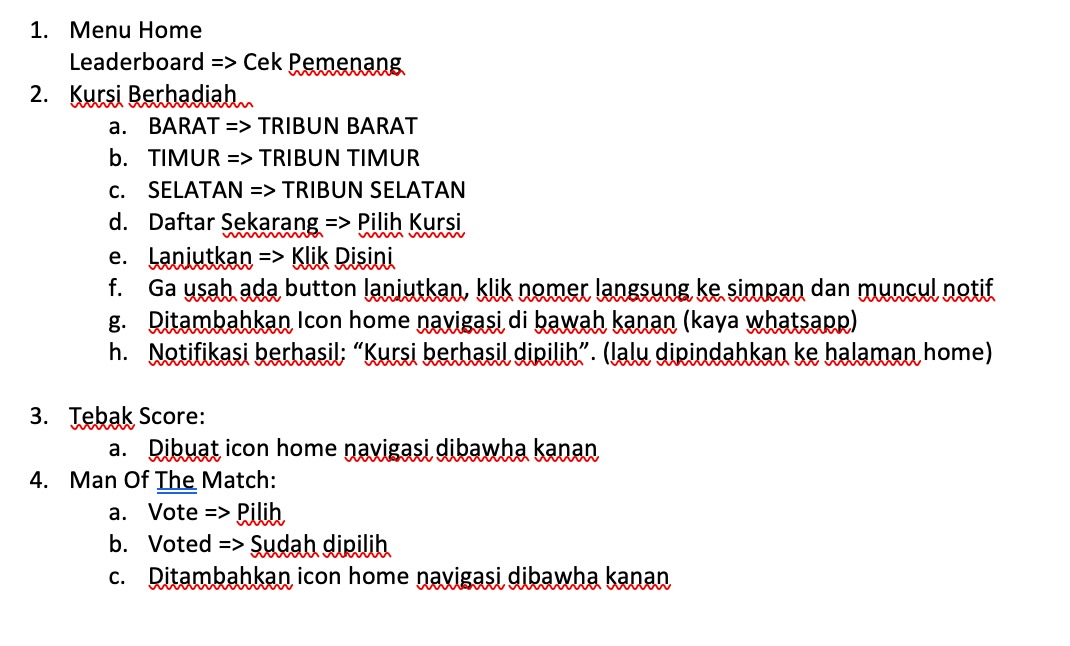 1. Menu Home
Leaderboard => Cek Pemenang
2. Kursi Berhadiah
a. BARAT => TRIBUN BARAT
b. TIMUR => TRIBUN TIMUR
c. SELATAN => TRIBUN SELATAN
d. Daftar Sekarang => Pilih Kursi
e. Lanjutkan => Klik Disini
f. Ga usah ada button lanjutkan, klik nomer langsung ke simpan dan muncul notif
g. Ditambahkan Icon home navigasi di bawah kanan (kaya whatsapp)
h. Notifikasi berhasil: “Kursi berhasil dipilih”. (lalu dipindahkan ke halaman home)
3. Tebak Score:
a. Dibuat icon home navigasi dibawha kanan
4. Man Of The Match:
a. Vote => Pilih
b. Voted => Sudah dipilih
c. Ditambahkan icon home navigasi dibawha kanan